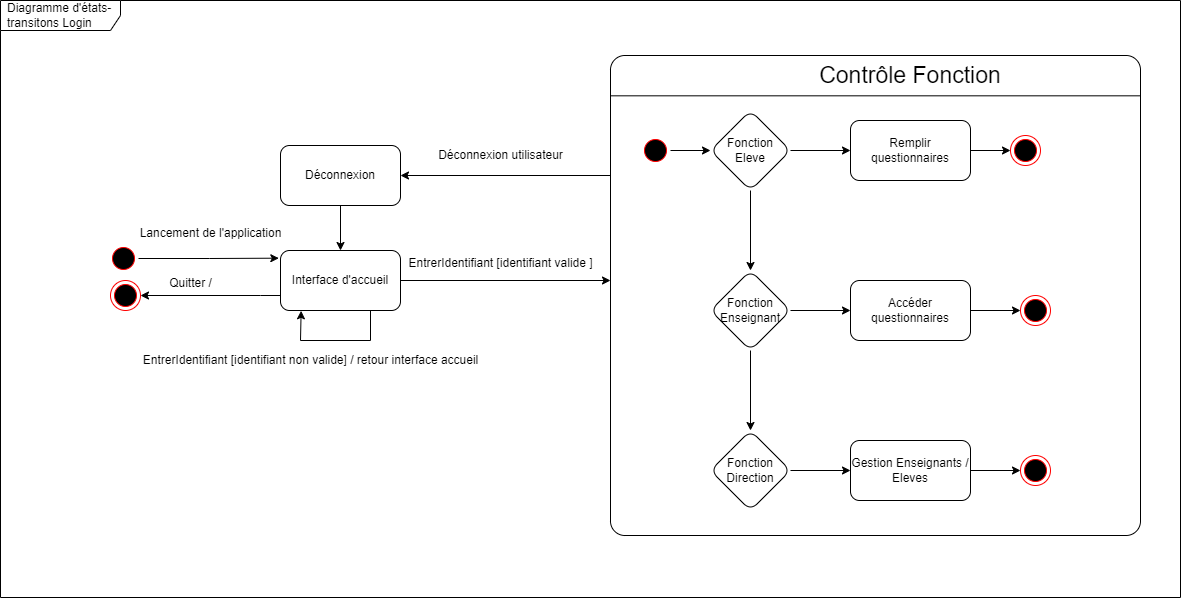 Diagramme d'états-
transitons Login
Contrôle Fonction
Fonction
Eleve
Remplir
questionnaires
Déconnexion utilisateur
Déconnexion
Lancement de l'application
Interface d'accueil
EntrerIdentifiant [identifiant valide ]
Quitter /
Fonction
Enseignant
Accéder
questionnaires
EntrerIdentifiant [identifiant non valide] / retour interface accueil
Fonction
Direction
Gestion Enseignants /
Eleves